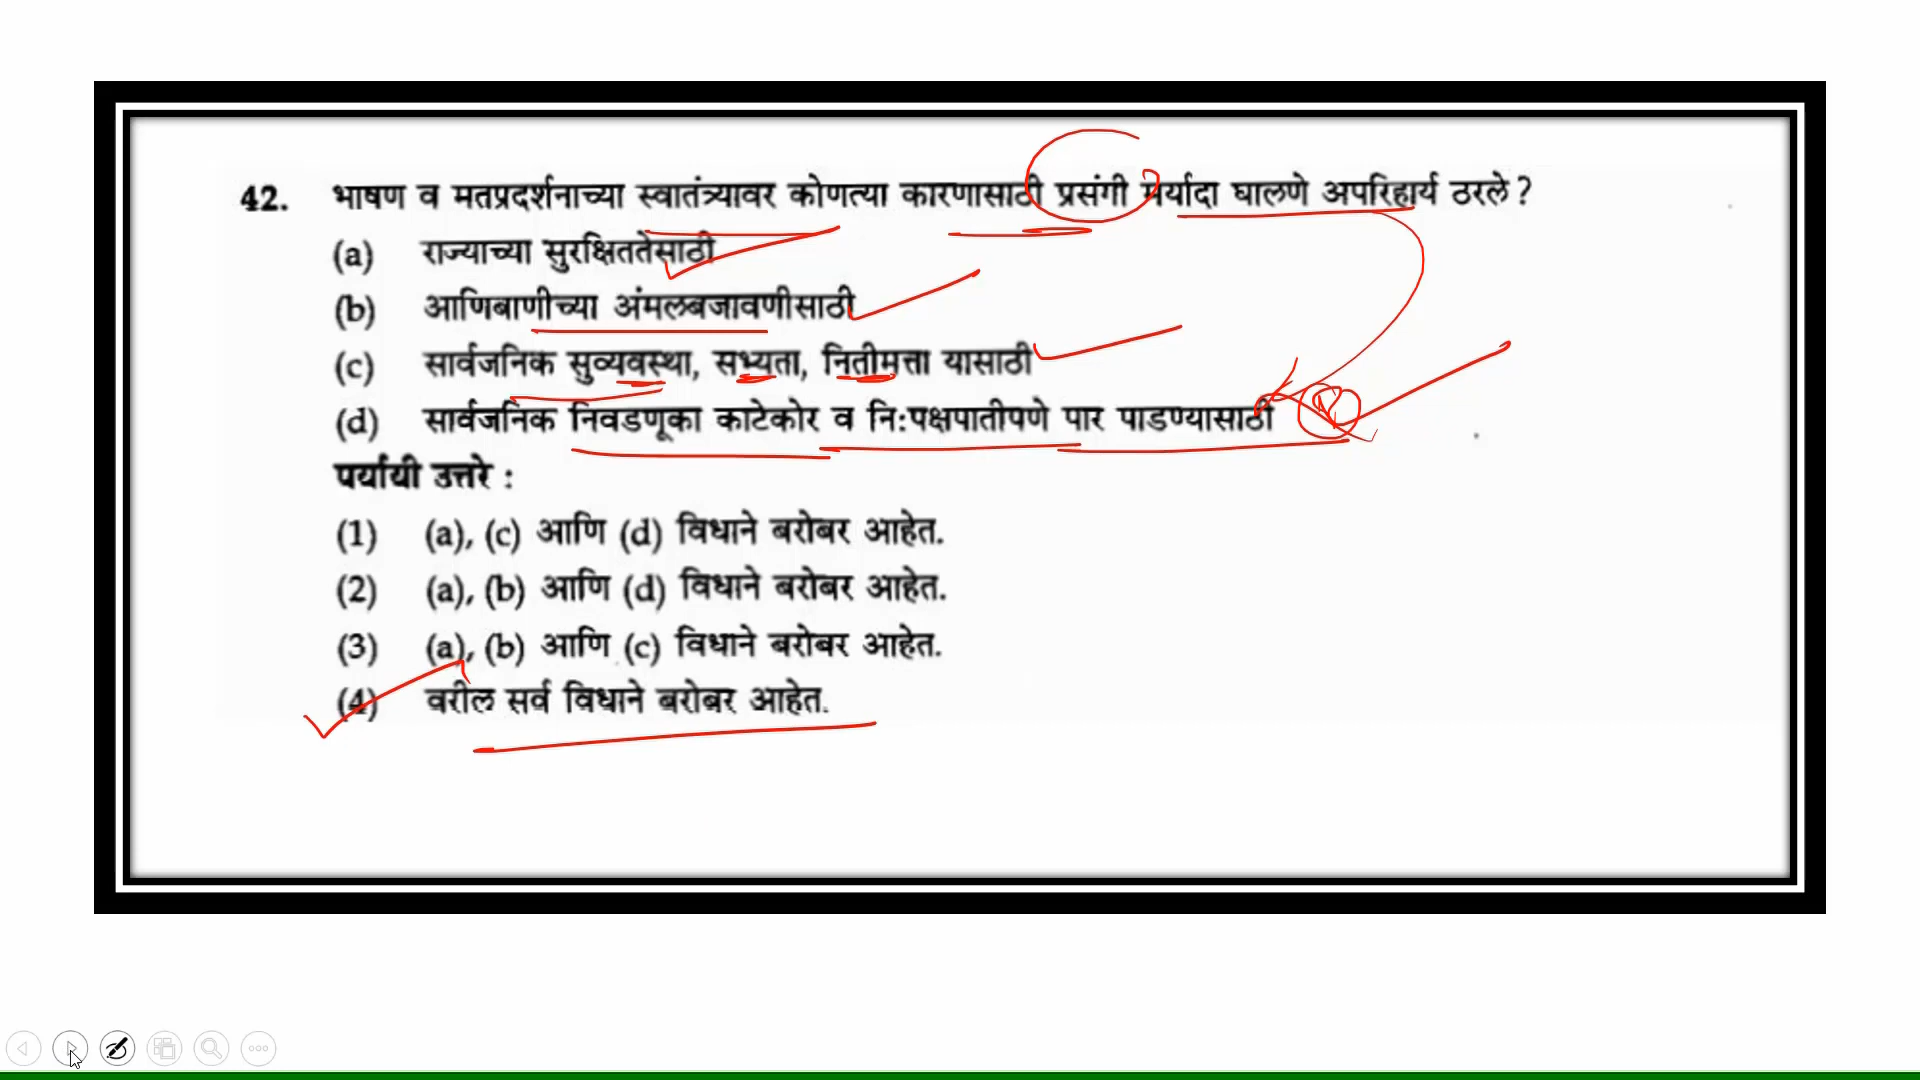 42. भाषण व मतप्रदर्शनाच्या स्वातंत्र्यावर कोणत्या कारणासाठी प्रसंगी मर्यादा घालणे अपरिहार्य ठरले?
(a) राज्याच्या सुरक्षिततेसाठी
(b) आणिबाणीच्या अंमलबजावणीसाठी
(c) सार्वजनिक सुव्यवस्था, सभ्यता, नितीमत्ता यासाठी
(d) सार्वजनिक निवडणूका काटेकोर व नि:पक्षपातीपणे पार पाडण्यासाठी
पर्यायी उत्तरे :
(1) (a), (c) आणि (d) विधाने बरोबर आहेत.
(2) (a), (b) आणि (d) विधाने बरोबर आहेत.
(3) (a), (b) आणि (c) विधाने बरोबर आहेत.
(4) वरील सर्व विधाने बरोबर आहेत.